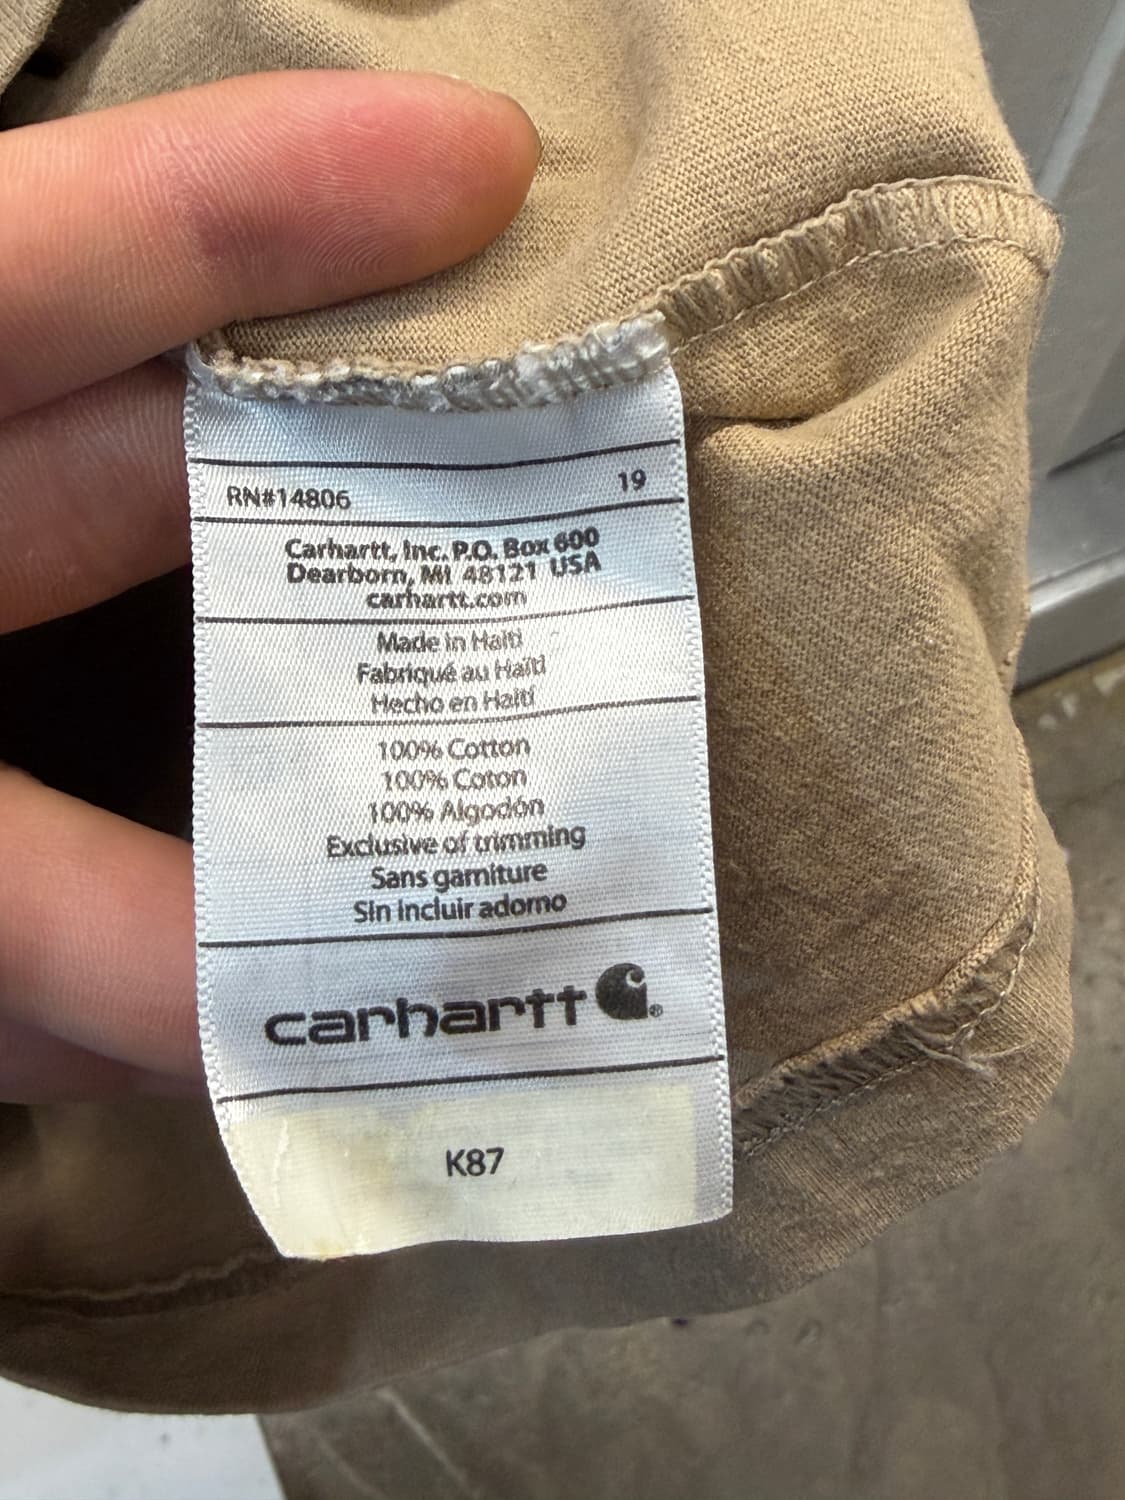 RN#14806 19
Carhartt, Inc. P.O. Box 600
Dearborn, MI 48121 USA
carhartt.com
Made in Haiti
Fabriqué au Haïti
Hecho en Haití
100% Cotton
100% Coton
100% Algodón
Exclusive of trimming
Sans garniture
Sin incluir adorno
carhartt ®
K87